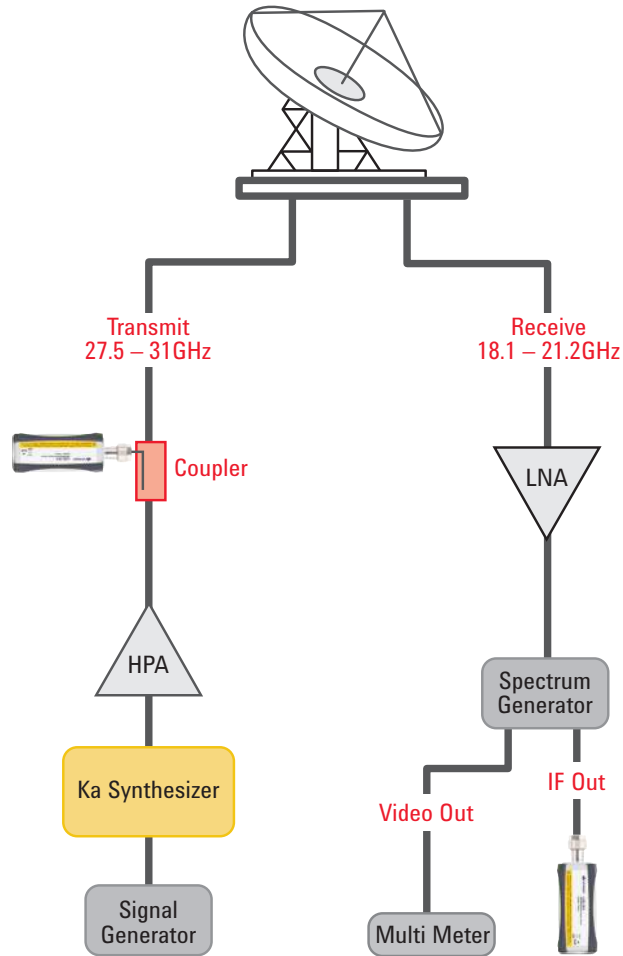 Transmit
27.5 – 31GHz
Receive
18.1 – 21.2GHz
Coupler
LNA
HPA
Spectrum
Generator
Ka Synthesizer
Video Out
IF Out
Signal
Generator
Multi Meter